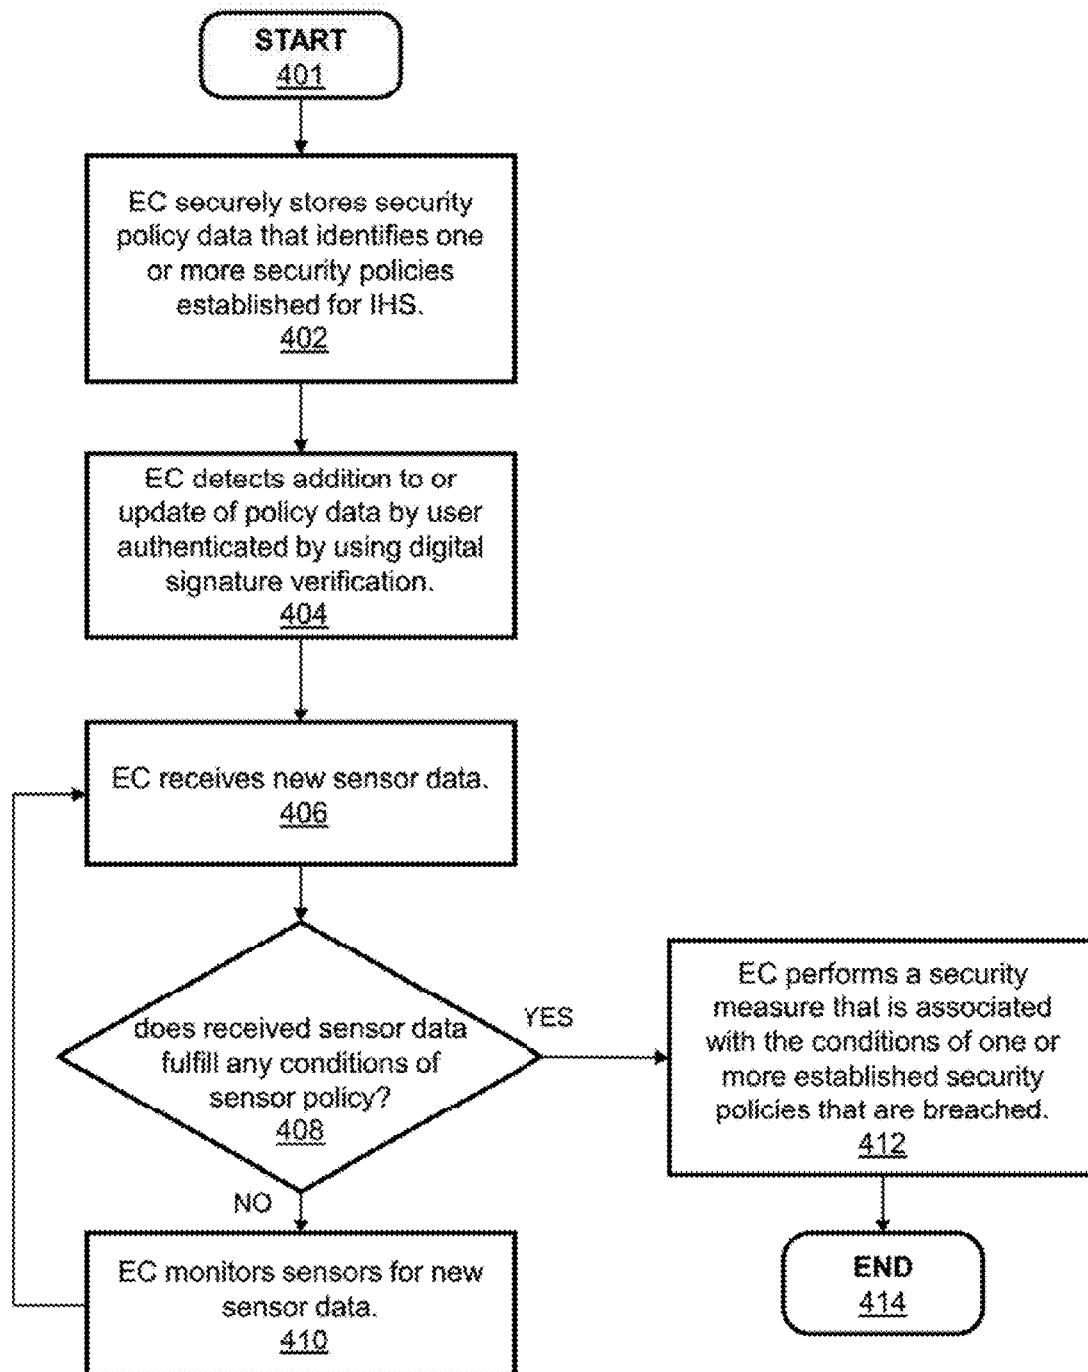 START
401
EC securely stores security
policy data that identifies one
or more security policies
established for IHS.
402
EC detects addition to or
update of policy data by user
authenticated by using digital
signature verification.
404
EC receives new sensor data.
406
does received sensor data
fulfill any conditions of
sensor policy?
408
YES
NO
EC monitors sensors for new
sensor data.
410
EC performs a security
measure that is associated
with the conditions of one or
more established security
policies that are breached.
412
END
414